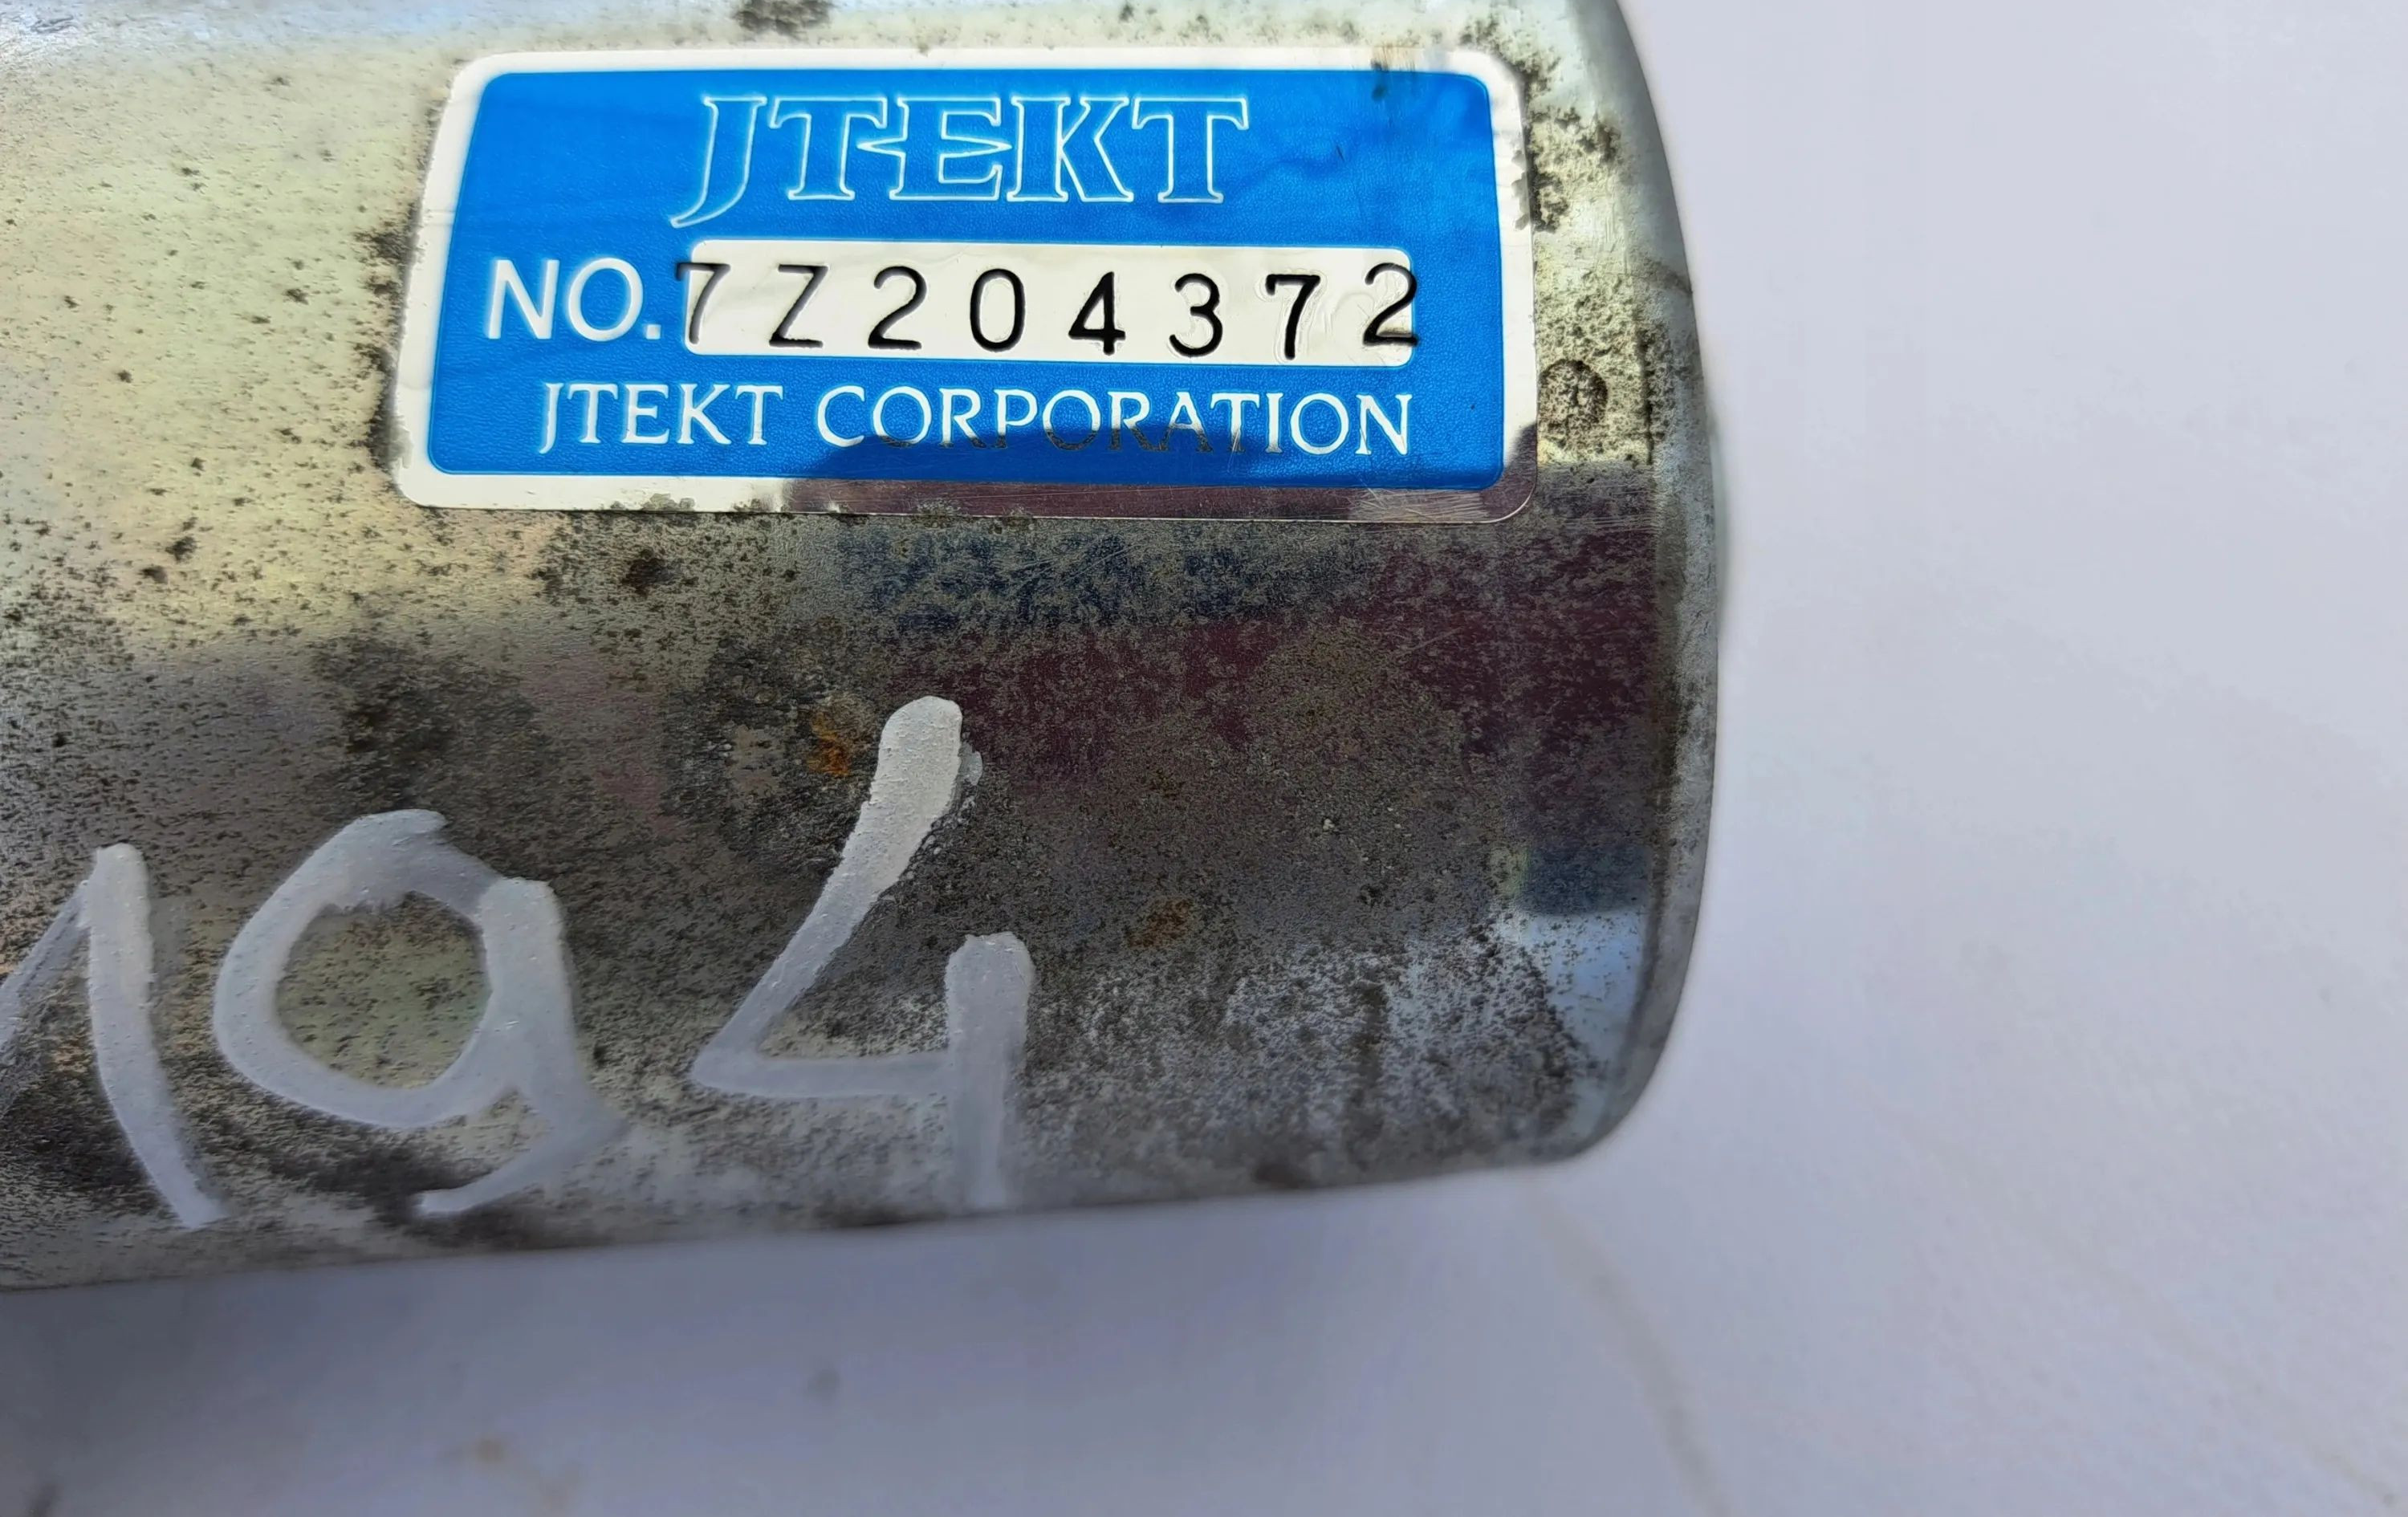 JTEKT
NO. 7Z204372
JTEKT CORPORATION
194